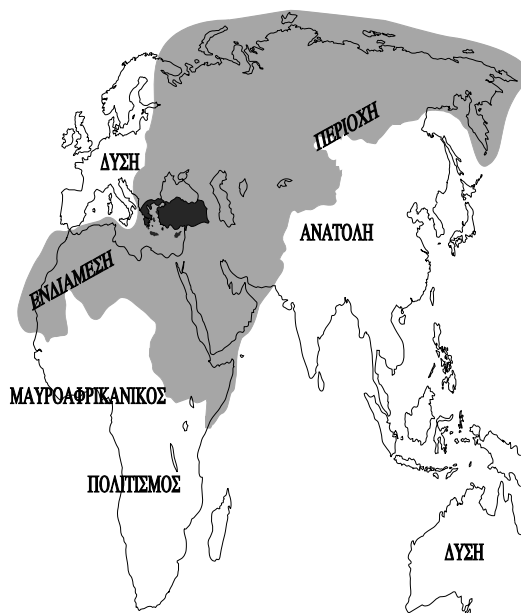 ΠΕΡΙΟΧΗ
ΔΥΣΗ
ΑΝΑΤΟΛΗ
ΕΝΔΙΑΜΕΣΗ
ΜΑΥΡΟΑΦΡΙΚΑΝΙΚΟΣ
ΠΟΛΙΤΙΣΜΟΣ
ΔΥΣΗ